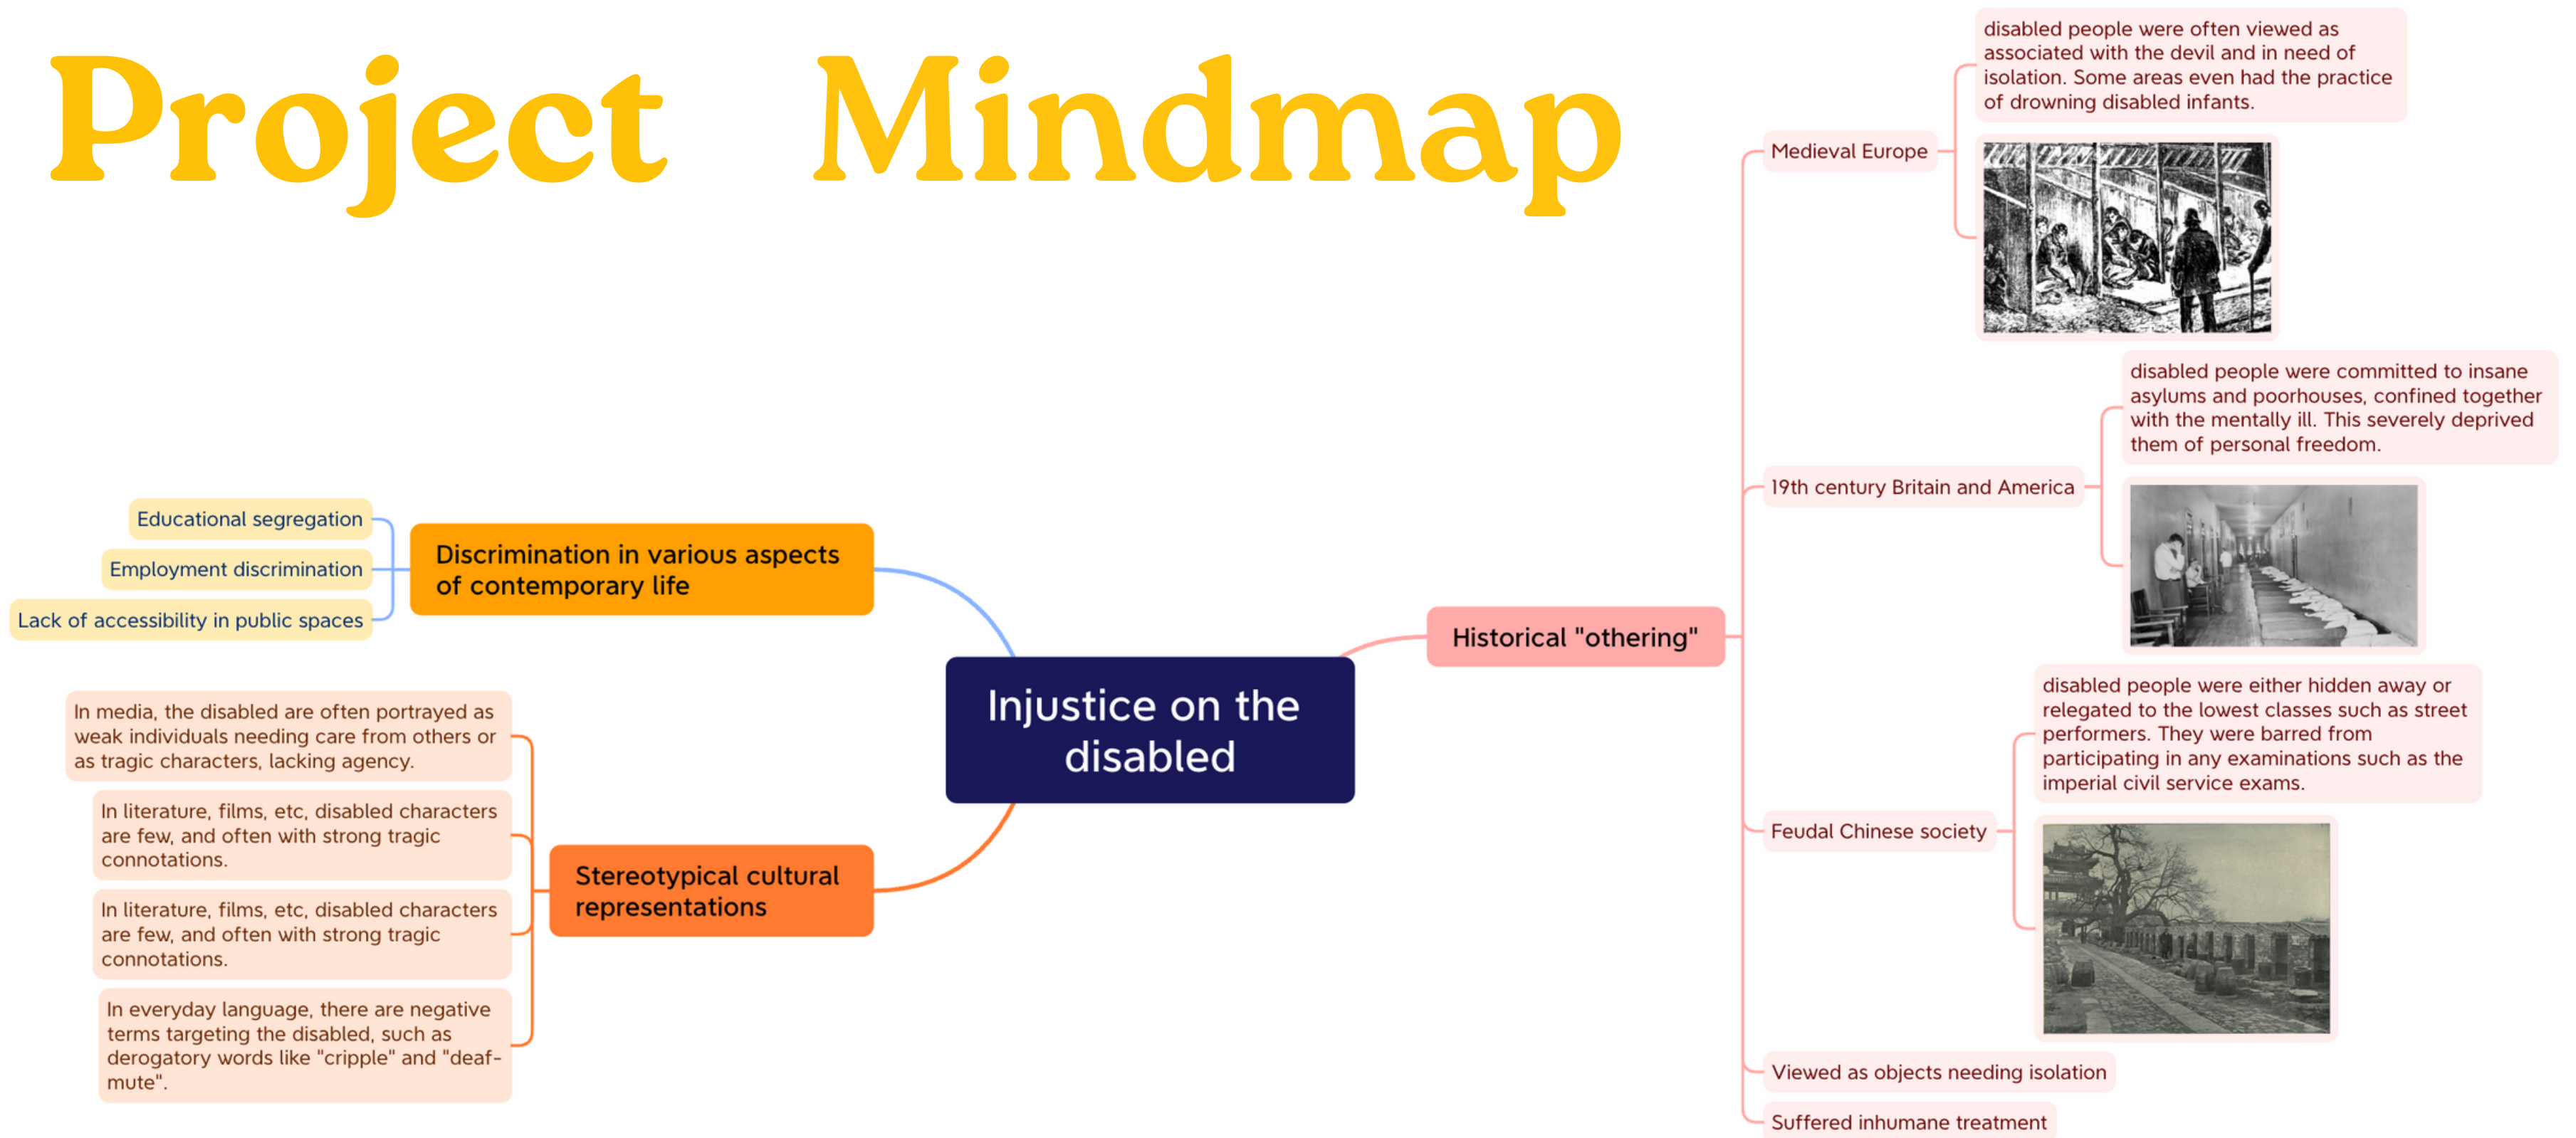 Project Mindmap
Injustice on the
disabled
Discrimination in various aspects
of contemporary life
Educational segregation
Employment discrimination
Lack of accessibility in public spaces
Stereotypical cultural
representations
In media, the disabled are often portrayed as
weak individuals needing care from others or
as tragic characters, lacking agency.
In literature, films, etc, disabled characters
are few, and often with strong tragic
connotations.
In literature, films, etc, disabled characters
are few, and often with strong tragic
connotations.
In everyday language, there are negative
terms targeting the disabled, such as
derogatory words like "cripple" and "deaf-
mute".
Historical "othering"
Medieval Europe
disabled people were often viewed as
associated with the devil and in need of
isolation. Some areas even had the practice
of drowning disabled infants.
19th century Britain and America
disabled people were committed to insane
asylums and poorhouses, confined together
with the mentally ill. This severely deprived
them of personal freedom.
Feudal Chinese society
disabled people were either hidden away or
relegated to the lowest classes such as street
performers. They were barred from
participating in any examinations such as the
imperial civil service exams.
Viewed as objects needing isolation
Suffered inhumane treatment